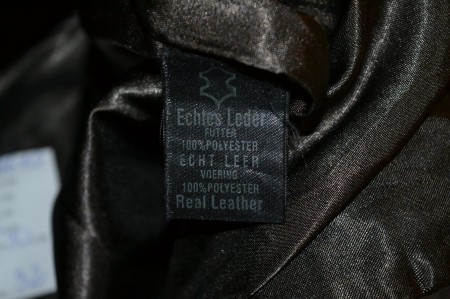 Echtes Leder
FUTTER
100% POLYESTER
ECHT LEER
VOERING
100% POLYESTER
Real Leather